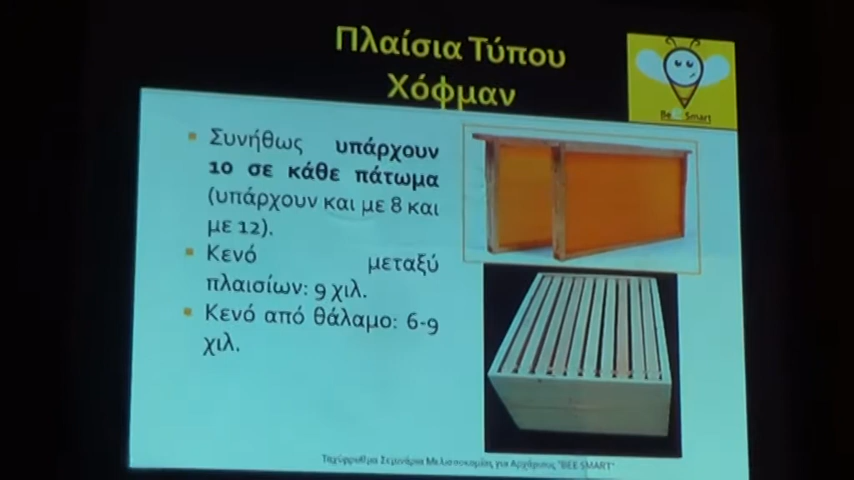 Πλαίσια Τύπου
Χόφμαν
Bee Smart
Συνήθως υπάρχουν
10 σε κάθε πάτωμα
(υπάρχουν και με 8 και
με 12).
Κενό μεταξύ
πλαισίων: 9 χιλ.
Κενό από θάλαμο: 6-9
χιλ.
Ταχύρρυθμα Σεμινάρια Μελισσοκομίας για Αρχάριους "BEE SMART"